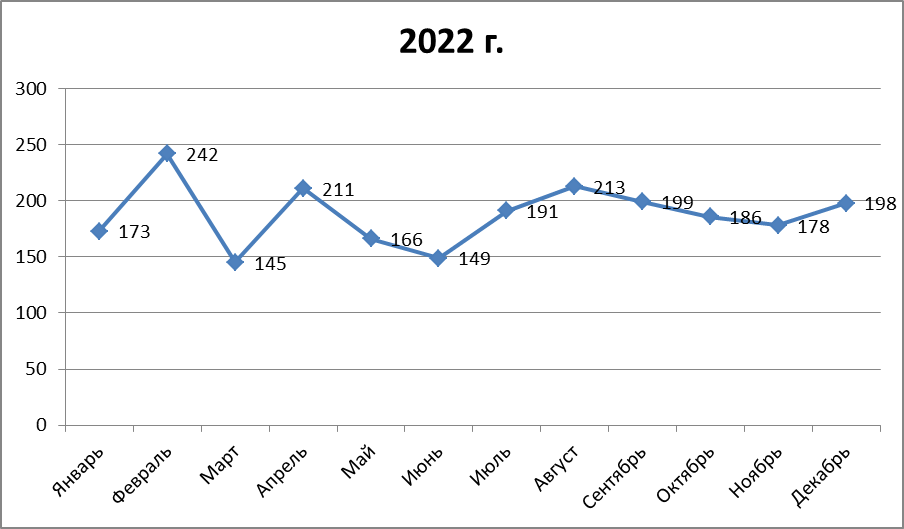 2022 г.
300
250
200
150
100
50
0
173
242
145
211
166
149
191
213
199
186
178
198
Январь
Февраль
Март
Апрель
Май
Июнь
Июль
Август
Сентябрь
Октябрь
Ноябрь
Декабрь